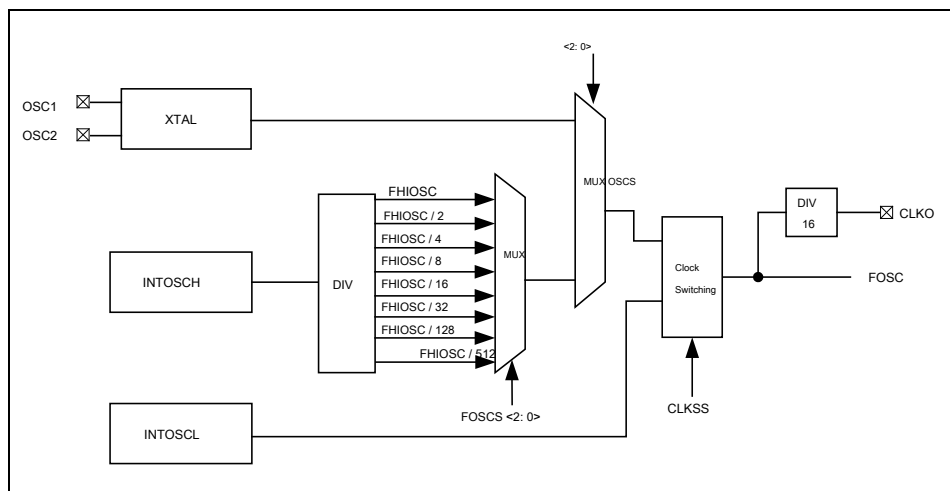 <2: 0>
OSC1
OSC2
XTAL
MUX OSCS
FHIOSC
FHIOSC / 2
FHIOSC / 4
FHIOSC / 8
FHIOSC / 16
FHIOSC / 32
FHIOSC / 128
FHIOSC / 512
MUX
DIV
INTOSCH
INTOSCL
FOSCS <2: 0>
Clock
Switching
CLKSS
DIV
16
CLKO
FOSC